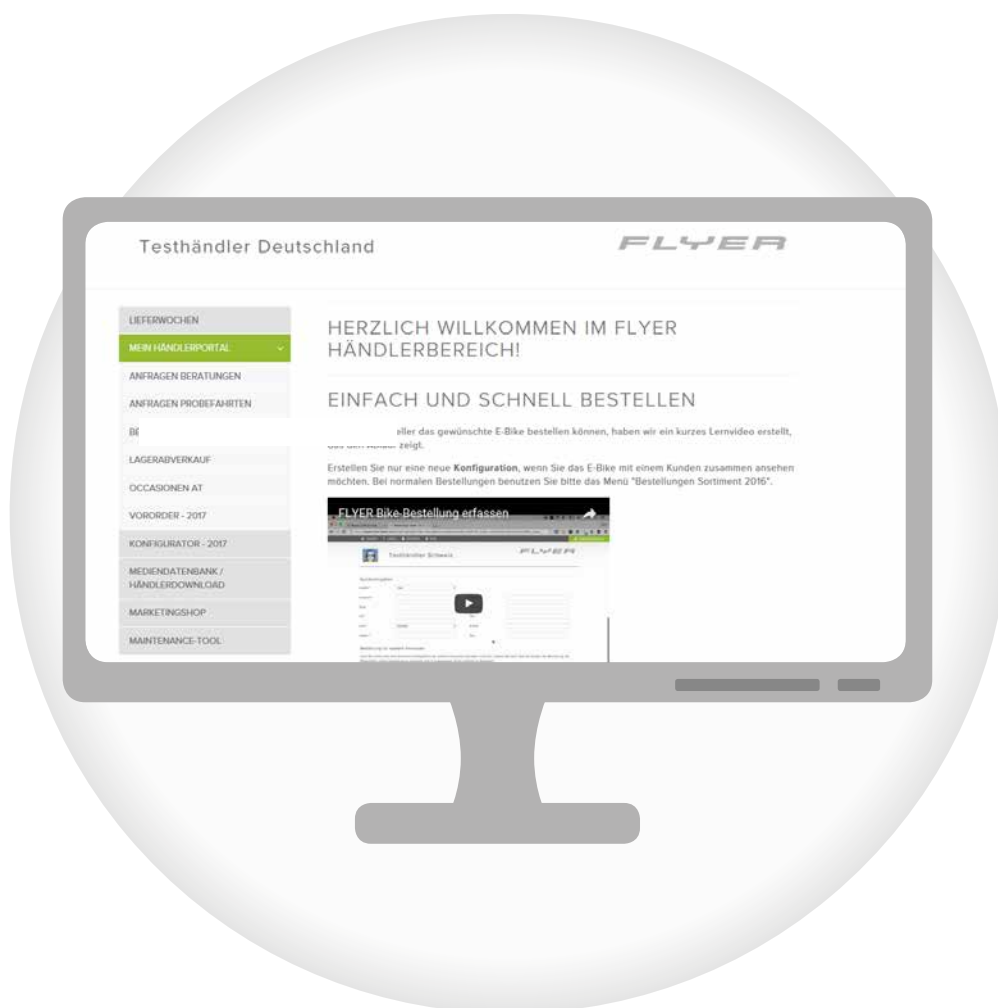 Testhändler Deutschland
FLYER
LIEFERWOCHEN
MEIN HÄNDLERPORTAL
ANFRAGEN BERATUNGEN
ANFRAGEN PROBEFAHRTEN
BE
LAGERABVERKAUF
OCCASIONEN AT
VORORDER - 2017
KONFIGURATOR - 2017
MEDIENDATENBANK /
HÄNDLERDOWNLOAD
MARKETINGSHOP
MAINTENANCE-TOOL
HERZLICH WILLKOMMEN IM FLYER
HÄNDLERBEREICH!
EINFACH UND SCHNELL BESTELLEN
eller das gewünschte E-Bike bestellen können, haben wir ein kurzes Lernvideo erstellt,
zeigt.
Erstellen Sie nur eine neue Konfiguration, wenn Sie das E-Bike mit einem Kunden zusammen ansehen
möchten. Bei normalen Bestellungen benutzen Sie bitte das Menü "Bestellungen Sortiment 2016".
FLYER Bike-Bestellung erfassen
Testhändler Schweiz
FLYER